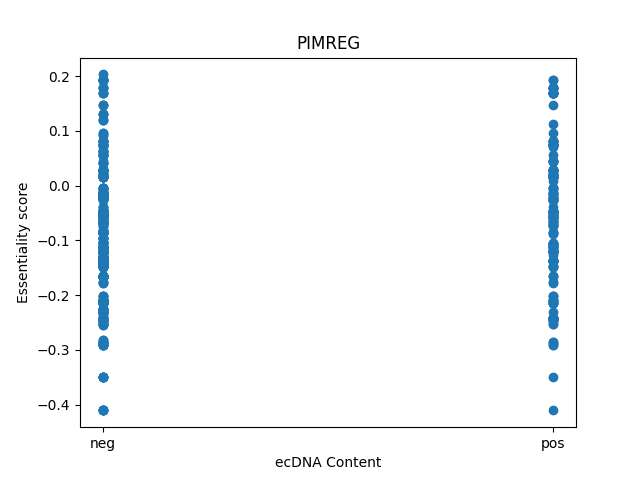 PIMREG
Essentiality score
0.2
0.1
0.0
−0.1
−0.2
−0.3
−0.4
neg
pos
ecDNA Content